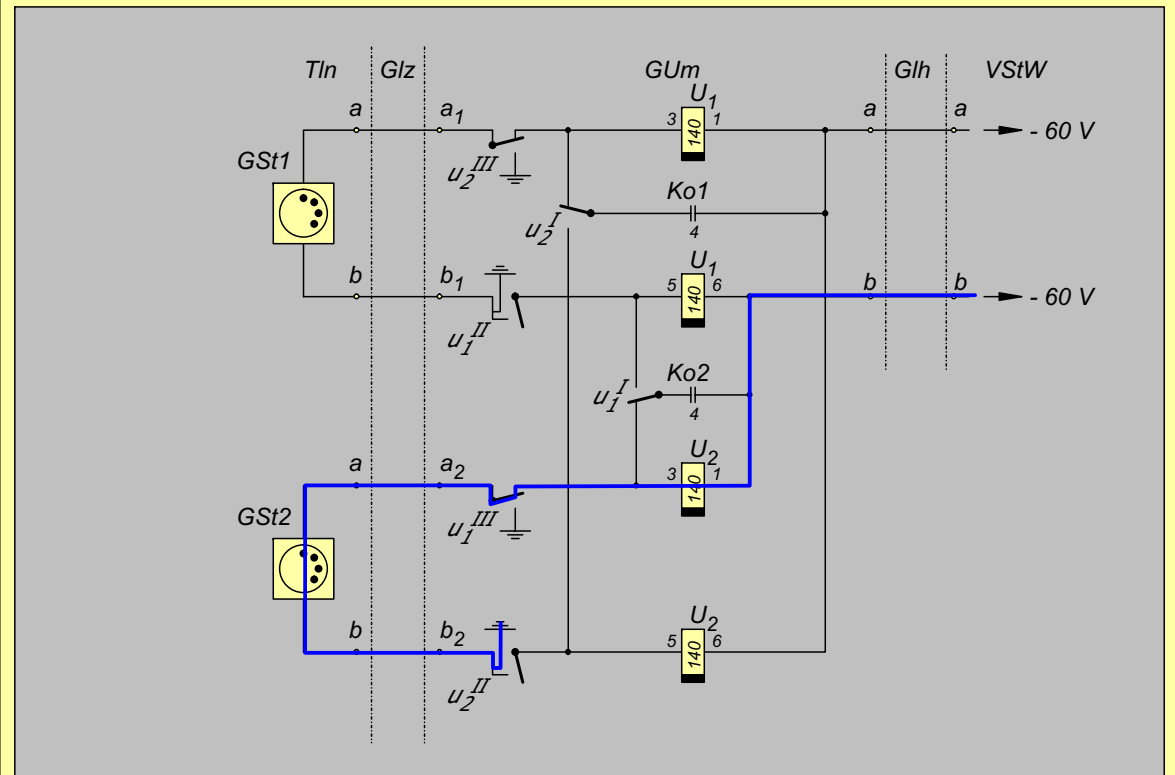 Tln Glz GUm Glh VStW
U1
a a1 3 140 1 a a - 60 V
GSt1 u2III
Ko1
u2I 4
U1
b b1 5 140 6 b b - 60 V
u1II
Ko2
u1I 4
U2
a a2 3 140 1
GSt2 u1III
U2
b b2 5 140 6
u2II